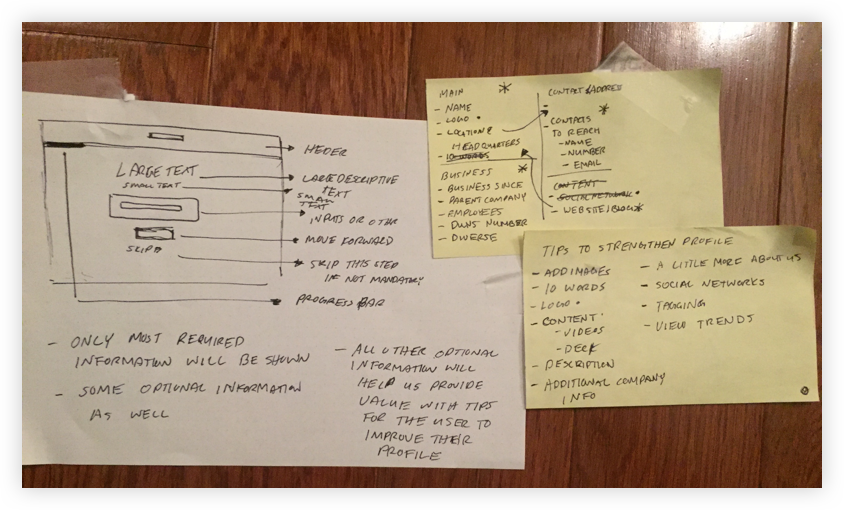 HEDER
LARGE TEXT
SMALL TEXT
SKIP
LARGE DESCRIPTIVE
TEXT
SMALL
TEXT
INPUTS OR OTHR
MOVE FORWARD
SKIP THIS STEP
IF NOT MANDATORY
PROGRESS BAR
- ONLY MOST REQUIRED
INFORMATION WILL BE SHOWN
- SOME OPTIONAL INFORMATION
AS WELL
- ALL OTHER OPTIONAL
INFORMATION WILL
HELP US PROVIDE
VALUE WITH TIPS
FOR THE USER TO
IMPROVE THEIR
PROFILE
MAIN *
- NAME
- LOGO •
- LOCATION &
HEADQUARTERS
- 10 WORDS
BUSINESS *
- BUSINESS SINCE
- PARENT COMPANY
- EMPLOYEES
- DUNS NUMBER
- DIVERSE
CONTACT & ADDRESS
-
*
- CONTACTS
TO REACH
- NAME
- NUMBER
- EMAIL
CONTENT
- SOCIAL NETWORK •
- WEBSITE/BLOG *
TIPS TO STRENGTHEN PROFILE
- ADD IMAGES
- 10 WORDS
- LOGO •
- CONTENT
- VIDEOS
- DECK
- DESCRIPTION
- ADDITIONAL COMPANY
INFO
- A LITTLE MORE ABOUT US
- SOCIAL NETWORKS
- TAGGING
- VIEW TRENDS